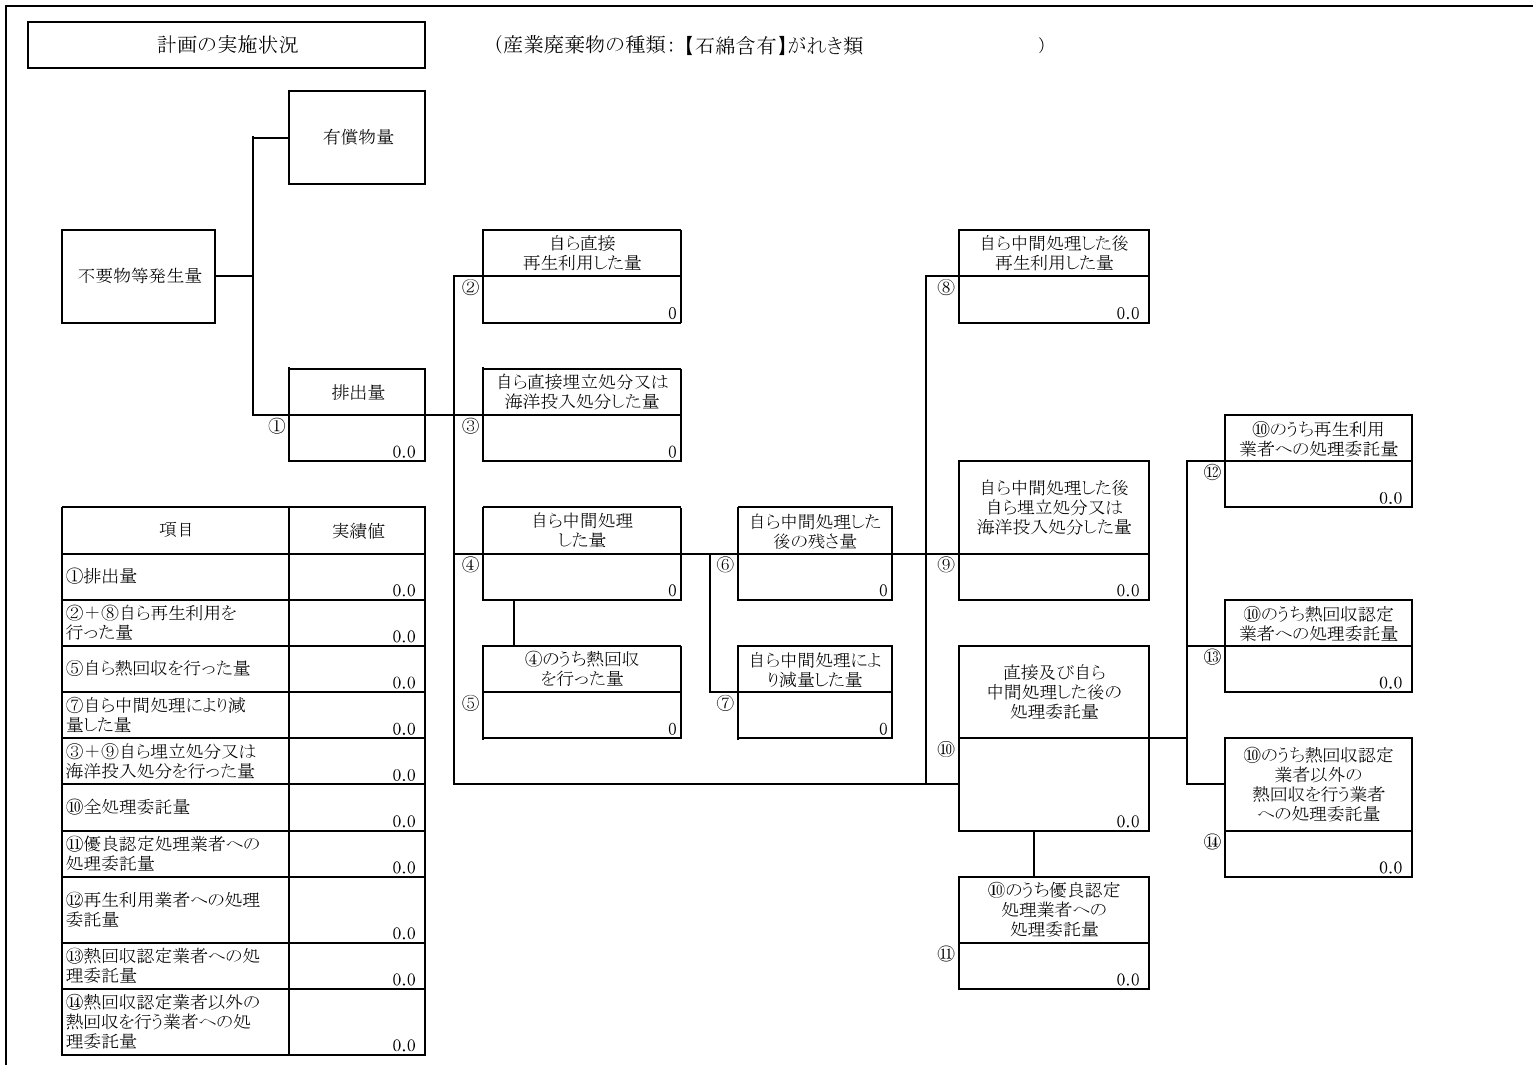 計画の実施状況
（産業廃棄物の種類：【石綿含有】がれき類　　　　　　　　　）
有償物量
不要物等発生量
排出量
①
0.0
自ら直接
再生利用した量
②
0
自ら直接埋立処分又は
海洋投入処分した量
③
0
自ら中間処理
した量
④
0
④のうち熱回収
を行った量
⑤
0
自ら中間処理した
後の残さ量
⑥
0
自ら中間処理によ
り減量した量
⑦
0
自ら中間処理した後
再生利用した量
⑧
0.0
自ら中間処理した後
自ら埋立処分又は
海洋投入処分した量
⑨
0.0
直接及び自ら
中間処理した後の
処理委託量
⑩
0.0
⑩のうち優良認定
処理業者への
処理委託量
⑪
0.0
⑩のうち再生利用
業者への処理委託量
⑫
0.0
⑩のうち熱回収認定
業者への処理委託量
⑬
0.0
⑩のうち熱回収認定
業者以外の
熱回収を行う業者
への処理委託量
⑭
0.0
項目 実績値
①排出量
0.0
②＋⑧自ら再生利用を
行った量
0.0
⑤自ら熱回収を行った量
0.0
⑦自ら中間処理により減
量した量
0.0
③＋⑨自ら埋立処分又は
海洋投入処分を行った量
0.0
⑩全処理委託量
0.0
⑪優良認定処理業者への
処理委託量
0.0
⑫再生利用業者への処理
委託量
0.0
⑬熱回収認定業者への処
理委託量
0.0
⑭熱回収認定業者以外の
熱回収を行う業者への処
理委託量
0.0